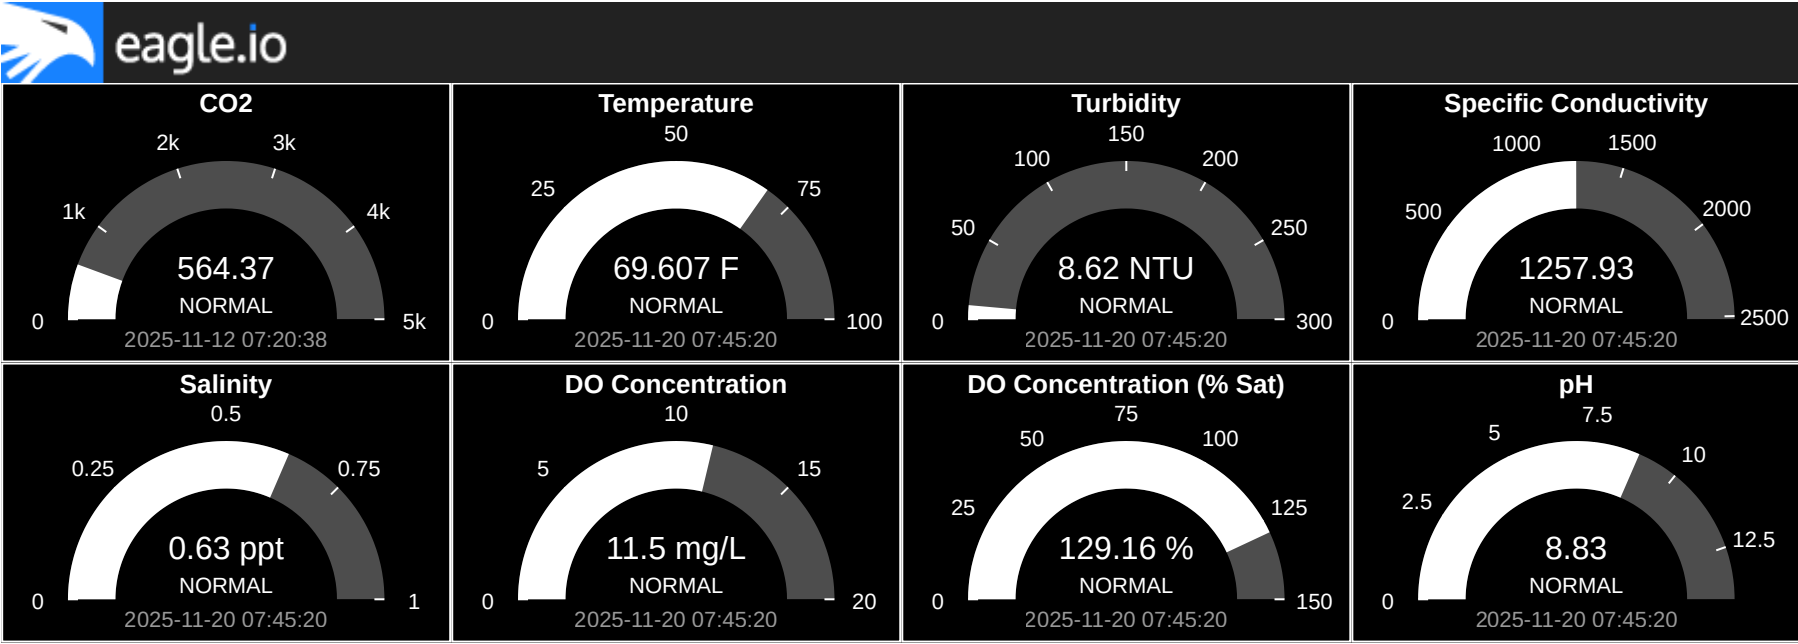 eagle.io
CO2
0
1k
2k
3k
4k
5k
564.37
NORMAL
2025-11-12 07:20:38
Temperature
0
25
50
75
100
69.607 F
NORMAL
2025-11-20 07:45:20
Turbidity
0
50
100
150
200
250
300
8.62 NTU
NORMAL
2025-11-20 07:45:20
Specific Conductivity
0
500
1000
1500
2000
2500
1257.93
NORMAL
2025-11-20 07:45:20
Salinity
0
0.25
0.5
0.75
1
0.63 ppt
NORMAL
2025-11-20 07:45:20
DO Concentration
0
5
10
15
20
11.5 mg/L
NORMAL
2025-11-20 07:45:20
DO Concentration (% Sat)
0
25
50
75
100
125
150
129.16 %
NORMAL
2025-11-20 07:45:20
pH
0
2.5
5
7.5
10
12.5
8.83
NORMAL
2025-11-20 07:45:20